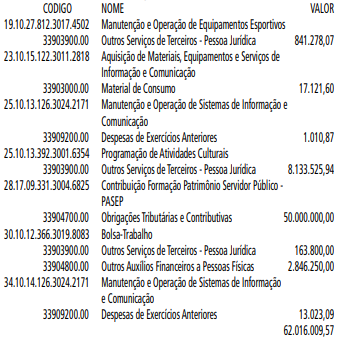 CODIGO NOME VALOR
19.10.27.812.3017.4502 Manutenção e Operação de Equipamentos Esportivos
33903900.00 Outros Serviços de Terceiros - Pessoa Jurídica 841.278,07
23.10.15.122.3011.2818 Aquisição de Materiais, Equipamentos e Serviços de
Informação e Comunicação
33903000.00 Material de Consumo 17.121,60
25.10.13.126.3024.2171 Manutenção e Operação de Sistemas de Informação e
Comunicação
33909200.00 Despesas de Exercícios Anteriores 1.010,87
25.10.13.392.3001.6354 Programação de Atividades Culturais
33903900.00 Outros Serviços de Terceiros - Pessoa Jurídica 8.133.525,94
28.17.09.331.3004.6825 Contribuição Formação Patrimônio Servidor Público -
PASEP
33904700.00 Obrigações Tributárias e Contributivas 50.000.000,00
30.10.12.366.3019.8083 Bolsa-Trabalho
33903900.00 Outros Serviços de Terceiros - Pessoa Jurídica 163.800,00
33904800.00 Outros Auxílios Financeiros a Pessoas Físicas 2.846.250,00
34.10.14.126.3024.2171 Manutenção e Operação de Sistemas de Informação
e Comunicação
33909200.00 Despesas de Exercícios Anteriores 13.023,09
62.016.009,57